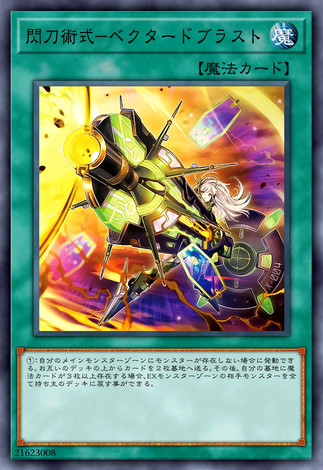 閃刀術式－ベクタードブラスト
魔
【魔法カード】
X-004
①：自分のメインモンスターゾーンにモンスターが存在しない場合に発動でき
る。お互いのデッキの上からカードを２枚墓地へ送る。その後、自分の墓地に魔
法カードが３枚以上存在する場合、EXモンスターゾーンの相手モンスターを全
て持ち主のデッキに戻す事ができる。
21623008